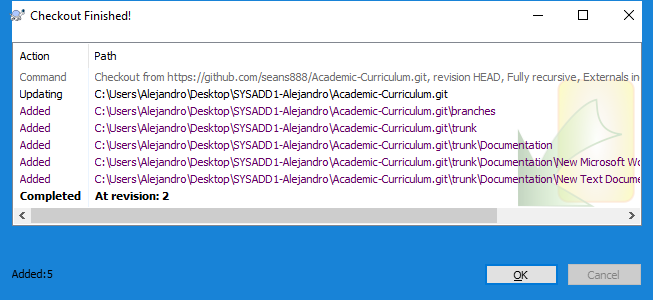 Checkout Finished!
Action Path
Command Checkout from https://github.com/seans888/Academic-Curriculum.git, revision HEAD, Fully recursive, Externals in
Updating C:\Users\Alejandro\Desktop\SYSADD1-Alejandro\Academic-Curriculum.git
Added C:\Users\Alejandro\Desktop\SYSADD1-Alejandro\Academic-Curriculum.git\branches
Added C:\Users\Alejandro\Desktop\SYSADD1-Alejandro\Academic-Curriculum.git\trunk
Added C:\Users\Alejandro\Desktop\SYSADD1-Alejandro\Academic-Curriculum.git\trunk\Documentation
Added C:\Users\Alejandro\Desktop\SYSADD1-Alejandro\Academic-Curriculum.git\trunk\Documentation\New Microsoft Wo
Added C:\Users\Alejandro\Desktop\SYSADD1-Alejandro\Academic-Curriculum.git\trunk\Documentation\New Text Docume
Completed At revision: 2
Added:5
OK Cancel